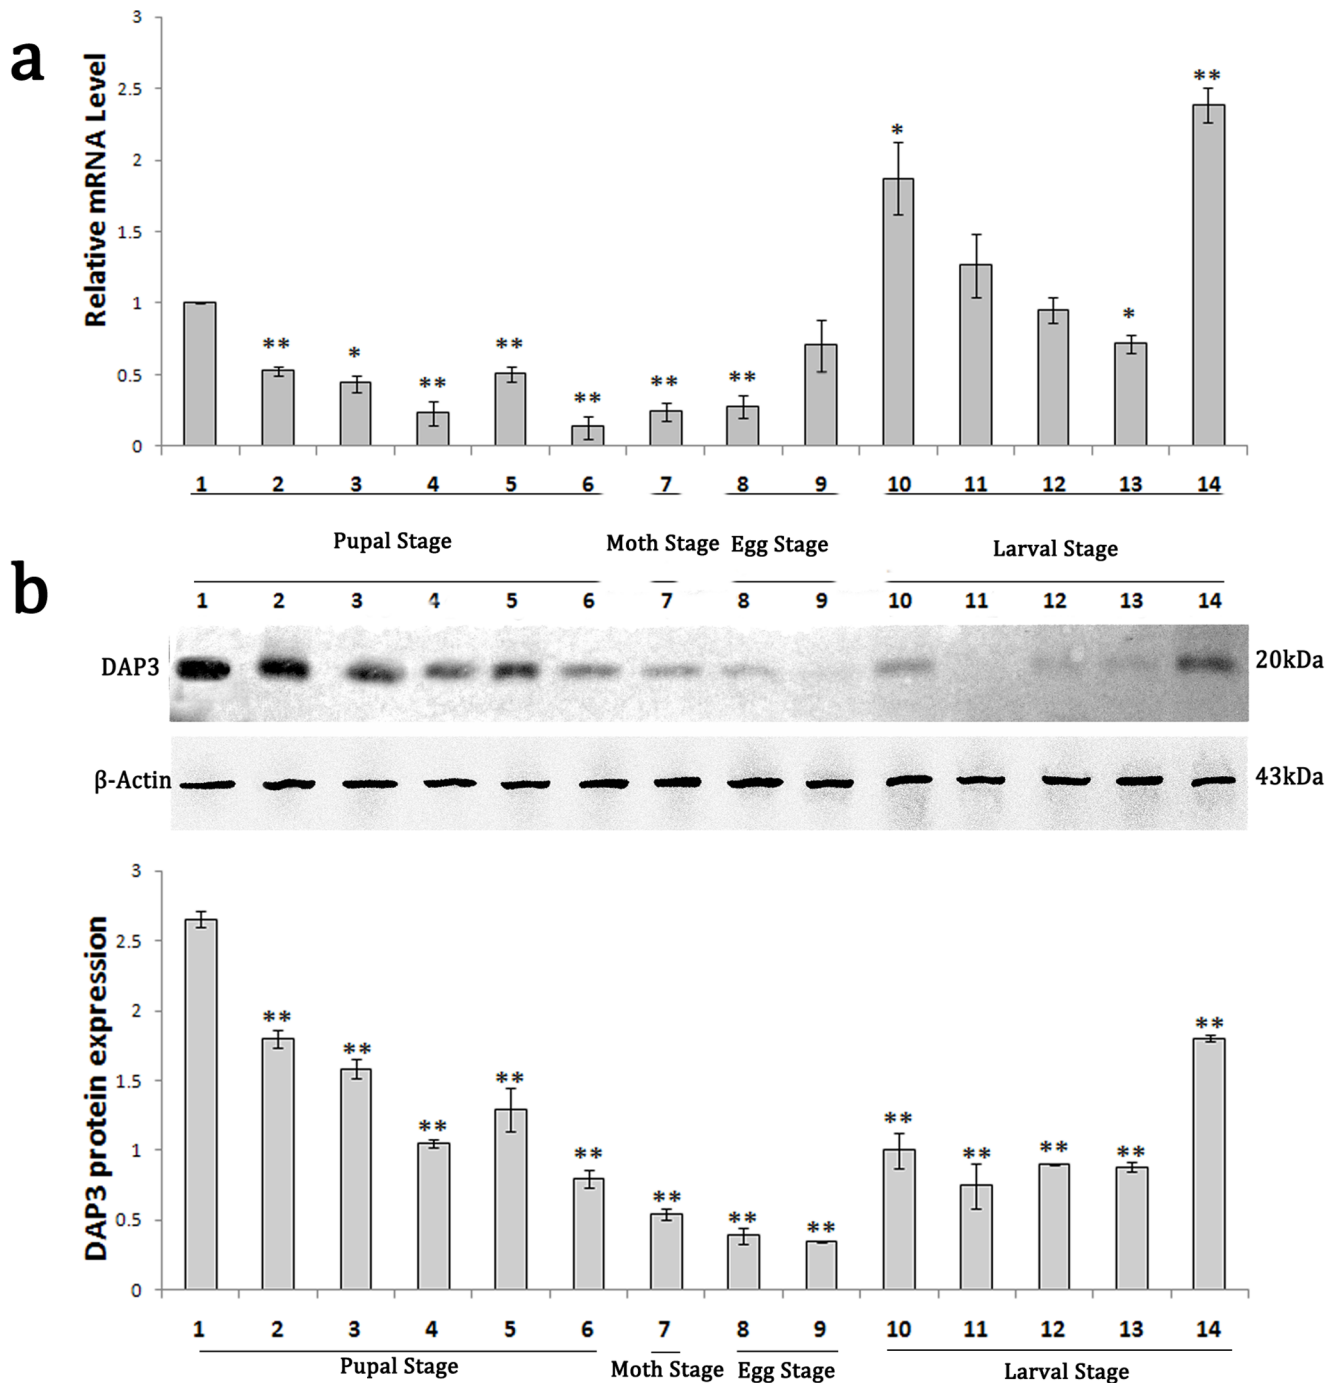 a
Relative mRNA Level
3
2.5
2
1.5
1
0.5
0
** * ** ** ** ** ** * * **
1 2 3 4 5 6 7 8 9 10 11 12 13 14
Pupal Stage Moth Stage Egg Stage Larval Stage
b
1 2 3 4 5 6 7 8 9 10 11 12 13 14
DAP3 20kDa
β-Actin 43kDa
DAP3 protein expression
3
2.5
2
1.5
1
0.5
0
** ** ** ** ** ** ** ** ** ** ** ** **
1 2 3 4 5 6 7 8 9 10 11 12 13 14
Pupal Stage Moth Stage Egg Stage Larval Stage